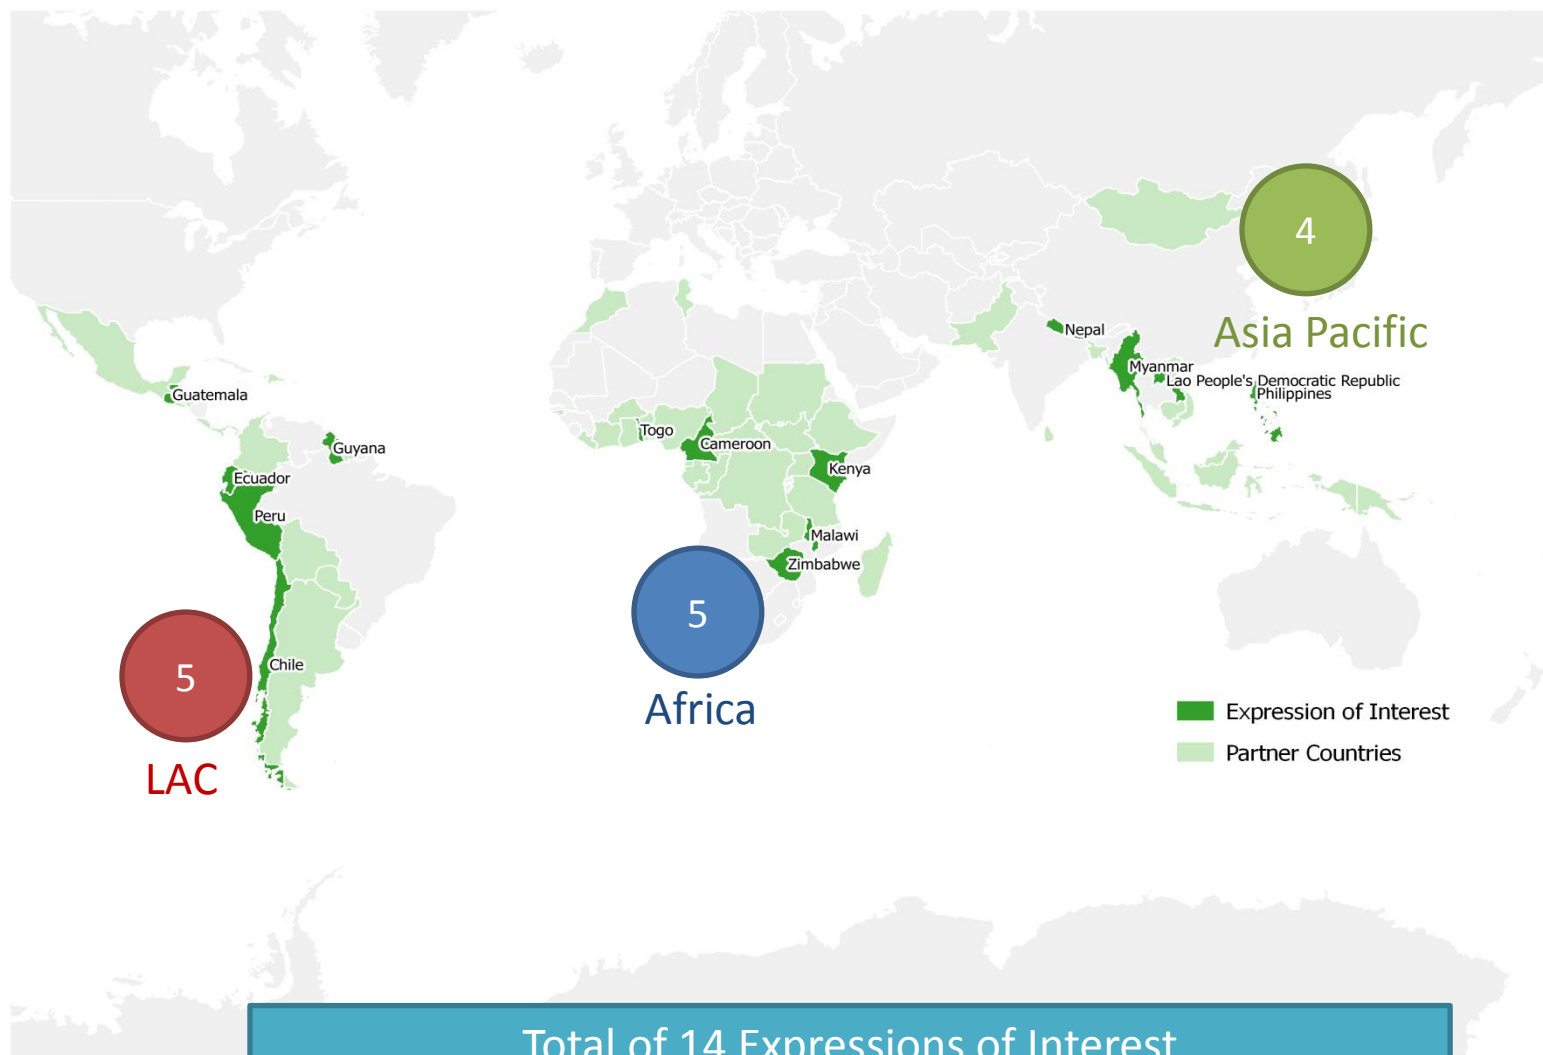 4
Asia Pacific
Nepal
Myanmar
Lao People's Democratic Republic
Philippines
Guatemala
Guyana
Ecuador
Peru
Chile
Togo
Cameroon
Kenya
Malawi
Zimbabwe
5
Africa
5
LAC
Expression of Interest
Partner Countries
Total of 14 Expressions of Interest